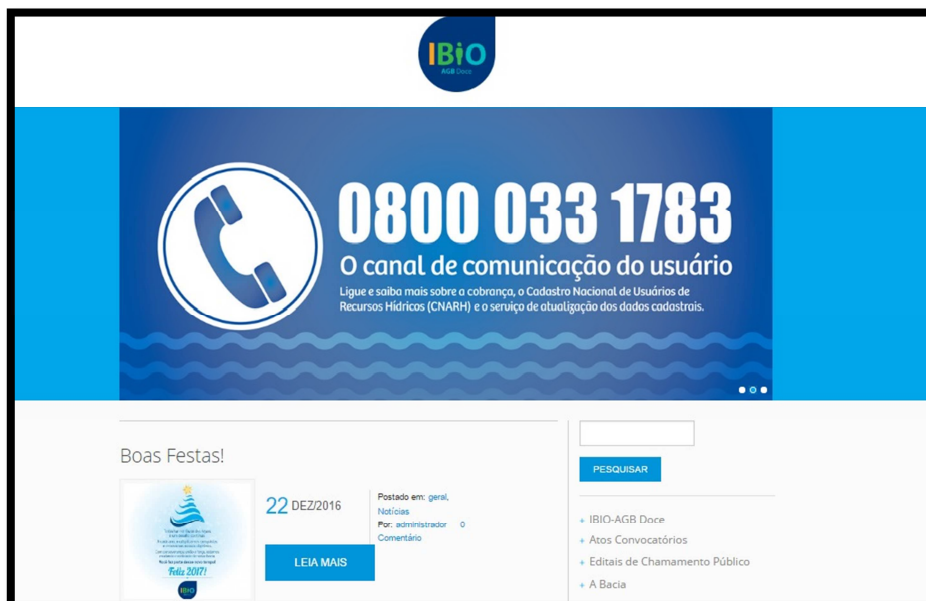 IBiO
AGB Doce
0800 033 1783
O canal de comunicação do usuário
Ligue e saiba mais sobre a cobrança, o Cadastro Nacional de Usuários de
Recursos Hídricos (CNARH) e o serviço de atualização dos dados cadastrais.
Boas Festas!
22 DEZ/2016
Postado em: geral,
Notícias
Por: administrador 0
Comentário
LEIA MAIS
Feliz 2017!
IBiO
PESQUISAR
+ IBIO-AGB Doce
+ Atos Convocatórios
+ Editais de Chamamento Público
+ A Bacia